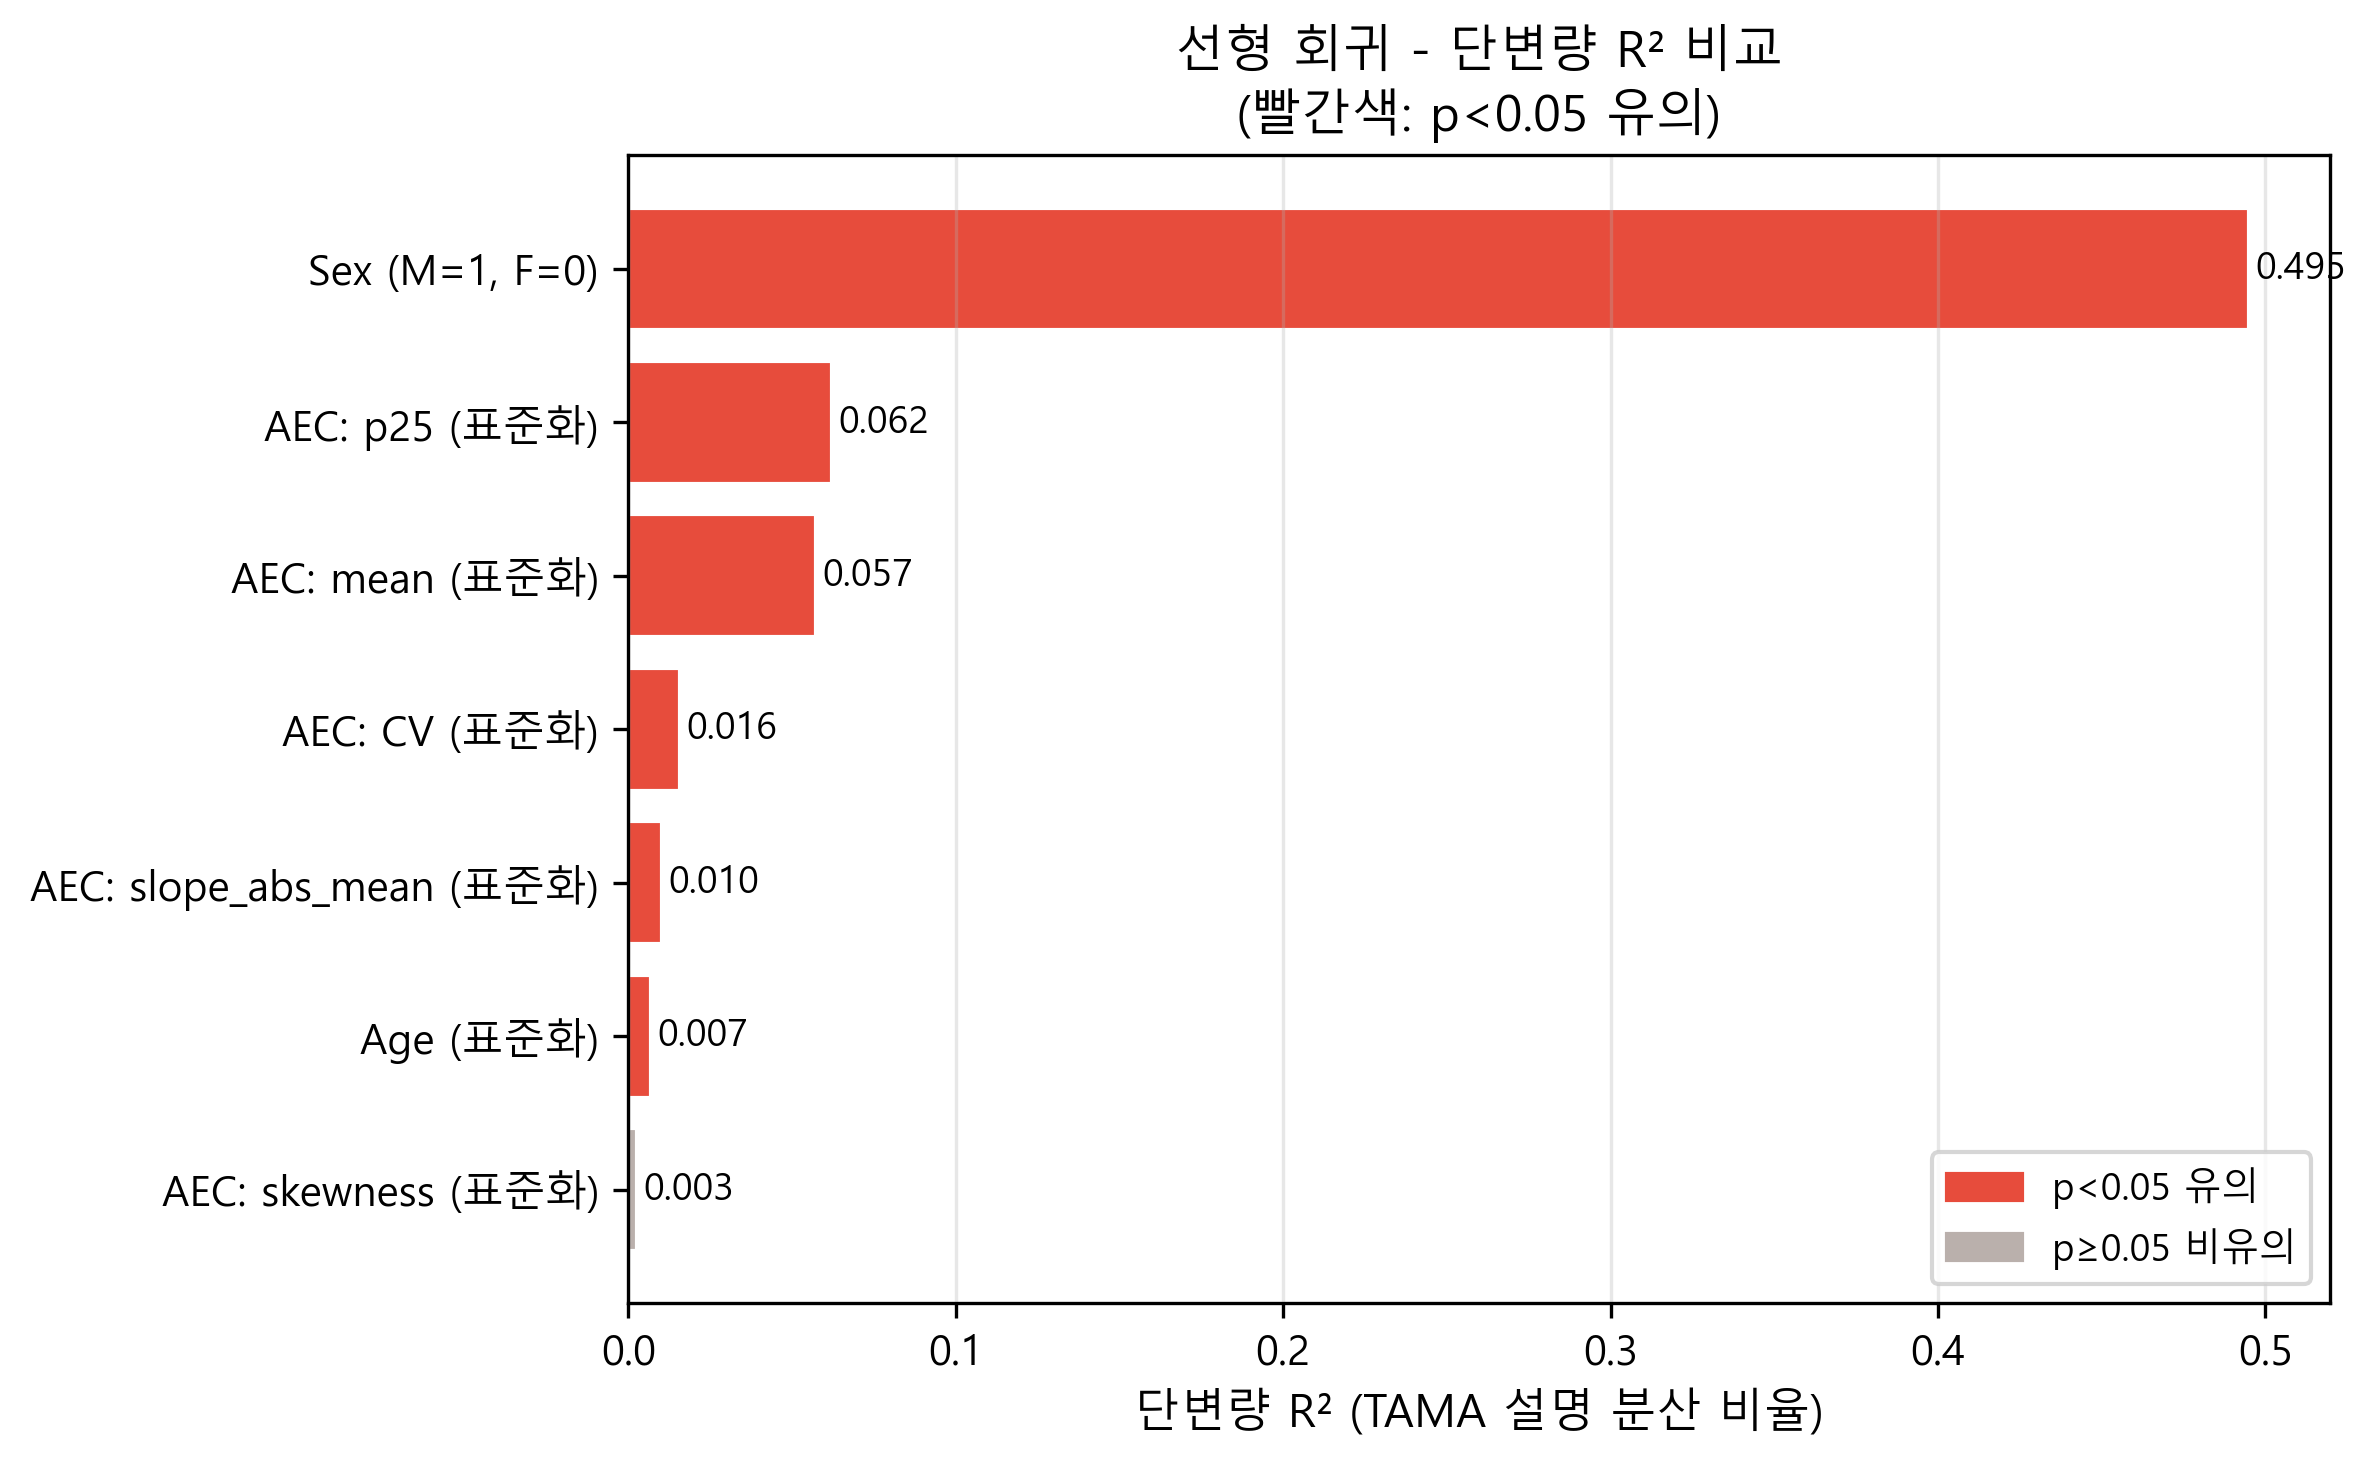 선형 회귀 - 단변량 R² 비교
(빨간색: p<0.05 유의)
Sex (M=1, F=0)
0.495
AEC: p25 (표준화)
0.062
AEC: mean (표준화)
0.057
AEC: CV (표준화)
0.016
AEC: slope_abs_mean (표준화)
0.010
Age (표준화)
0.007
AEC: skewness (표준화)
0.003
p<0.05 유의
p≥0.05 비유의
0.0 0.1 0.2 0.3 0.4 0.5
단변량 R² (TAMA 설명 분산 비율)